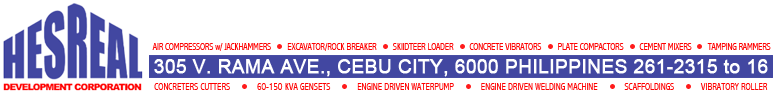 HESREAL
DEVELOPMENT CORPORATION
AIR COMPRESSORS w/ JACKHAMMERS • EXCAVATOR/ROCK BREAKER • SKIIDTEER LOADER • CONCRETE VIBRATORS • PLATE COMPACTORS • CEMENT MIXERS • TAMPING RAMMERS
305 V. RAMA AVE., CEBU CITY, 6000 PHILIPPINES 261-2315 to 16
CONCRETERS CUTTERS • 60-150 KVA GENSETS • ENGINE DRIVEN WATERPUMP • ENGINE DRIVEN WELDING MACHINE • SCAFFOLDINGS • VIBRATORY ROLLER